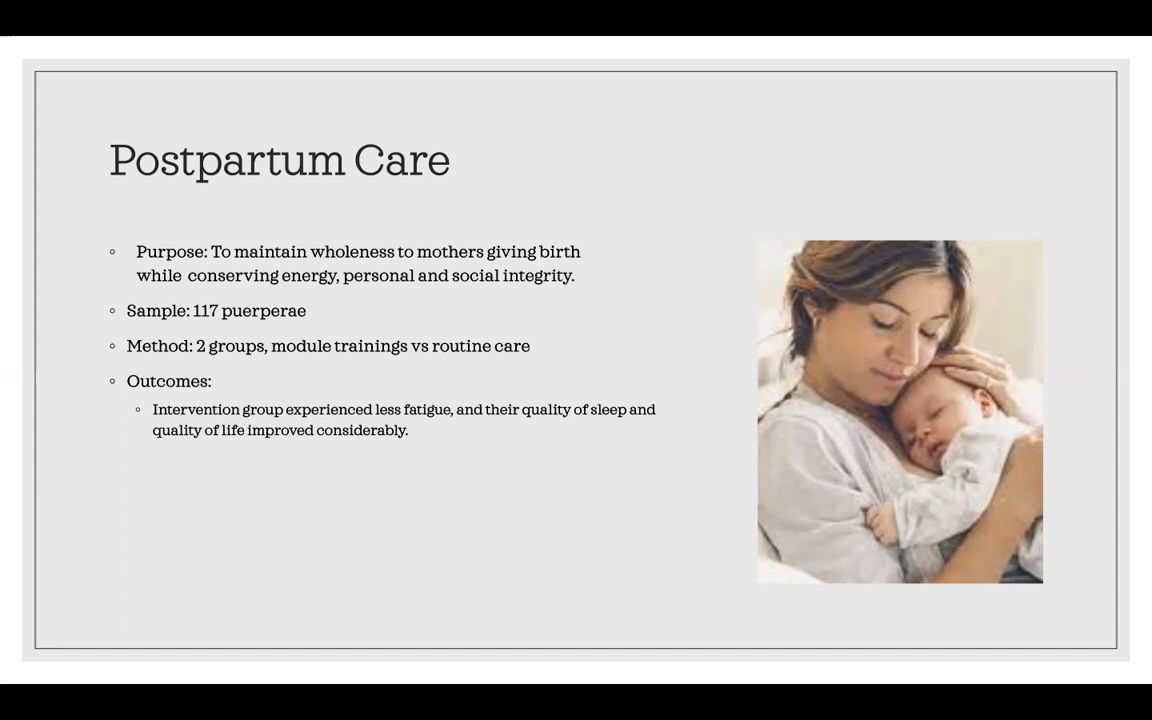 Postpartum Care
◦ Purpose: To maintain wholeness to mothers giving birth
while conserving energy, personal and social integrity.
◦ Sample: 117 puerperae
◦ Method: 2 groups, module trainings vs routine care
◦ Outcomes:
◦ Intervention group experienced less fatigue, and their quality of sleep and
quality of life improved considerably.